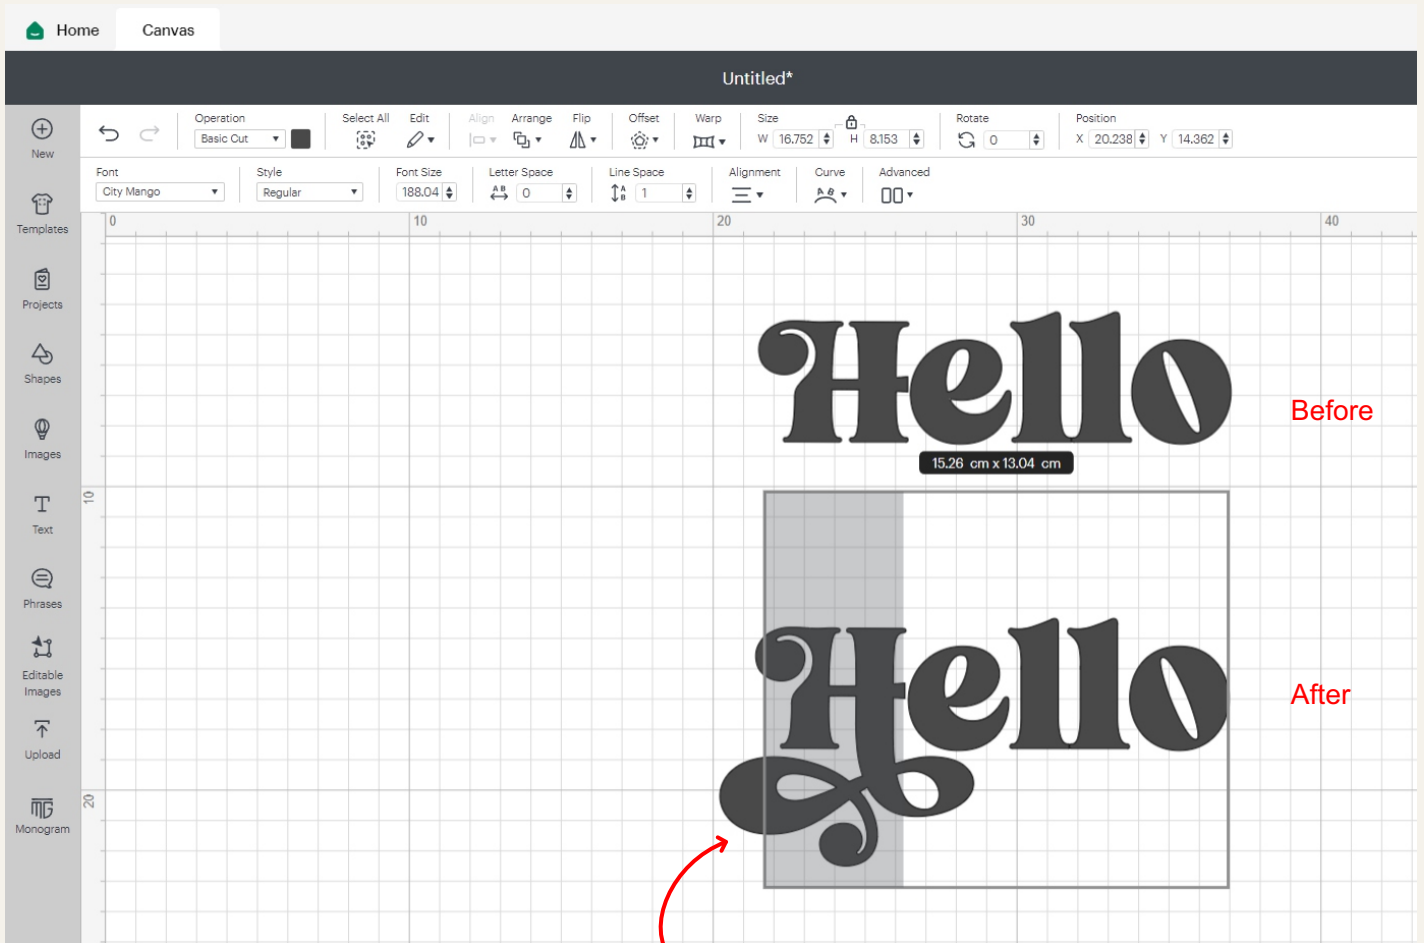 Home
Canvas
Untitled*
Operation
Select All
Edit
Align
Arrange
Flip
Offset
Warp
Size
Rotate
Position
Basic Cut
W 16.752
H 8.153
0
X 20.238
Y 14.362
Font
Style
Font Size
Letter Space
Line Space
Alignment
Curve
Advanced
City Mango
Regular
188.04
A B
0
A
B
1
A B
New
Templates
Projects
Shapes
Images
T
Text
Phrases
Editable
Images
Upload
MG
Monogram
0
10
20
30
40
10
20
Hello
Before
15.26 cm x 13.04 cm
Hello
After